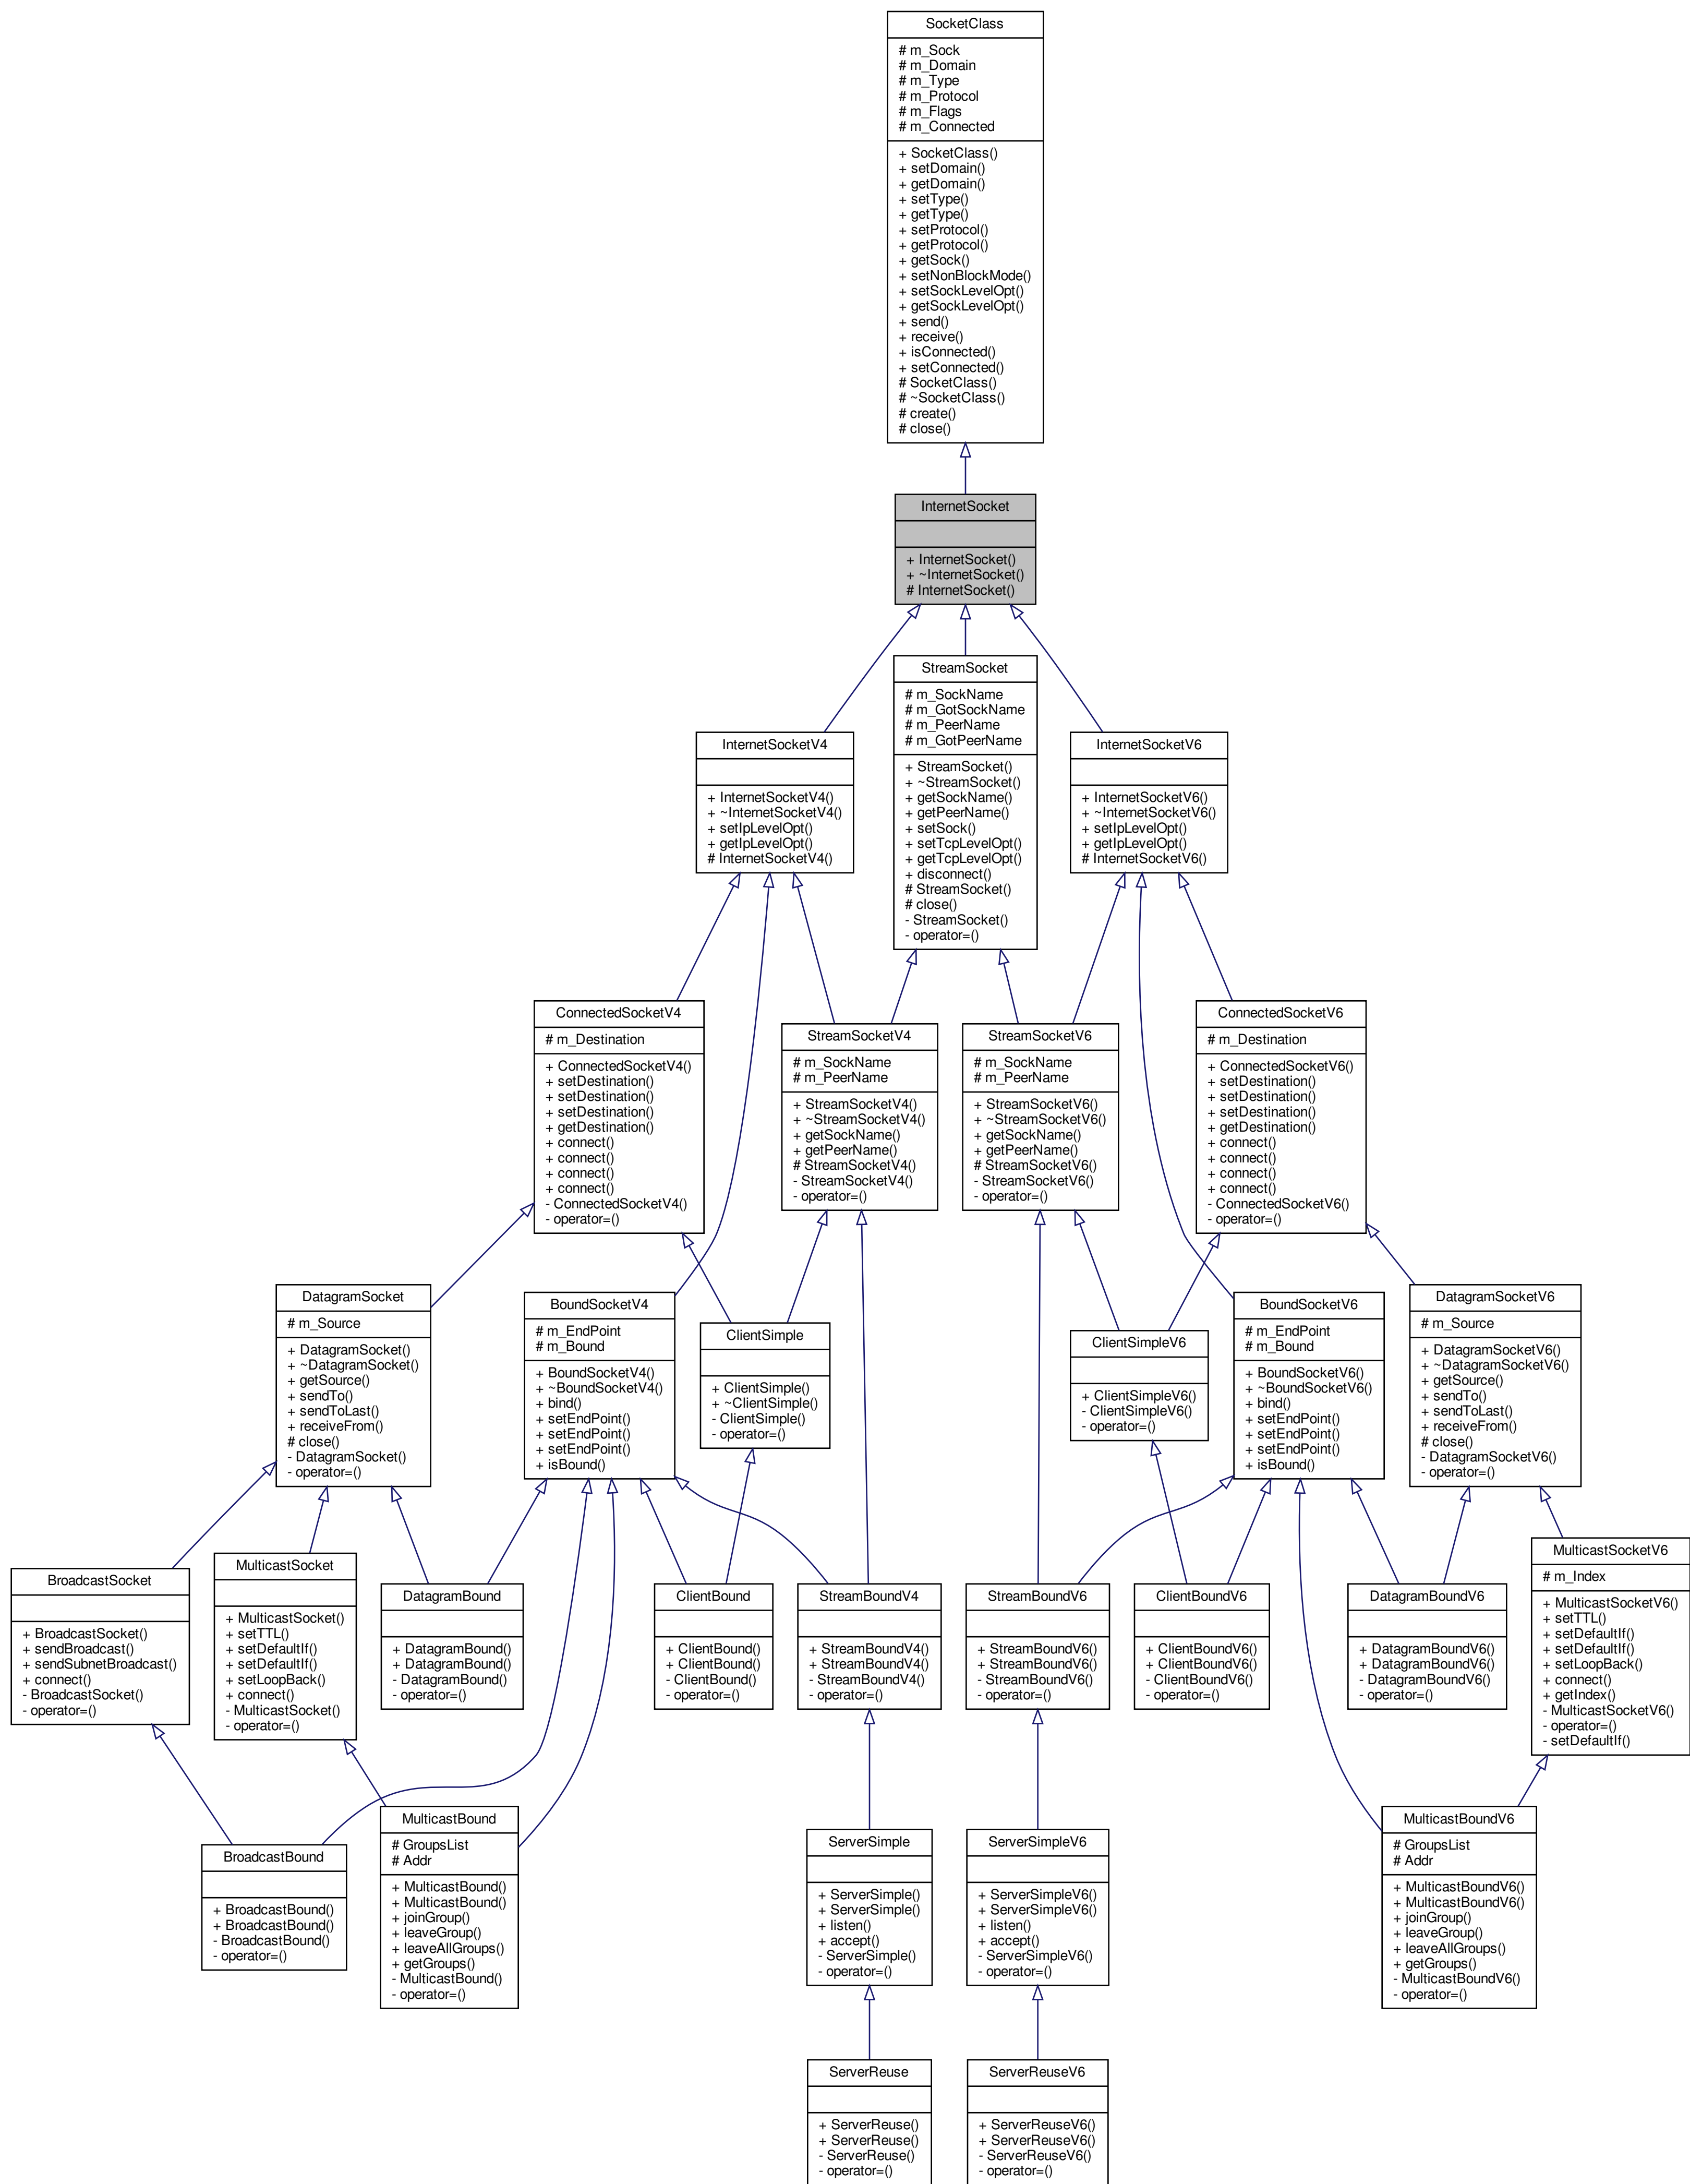 SocketClass
# m_Sock
# m_Domain
# m_Type
# m_Protocol
# m_Flags
# m_Connected
+ SocketClass()
+ setDomain()
+ getDomain()
+ setType()
+ getType()
+ setProtocol()
+ getProtocol()
+ getSock()
+ setNonBlockMode()
+ setSockLevelOpt()
+ getSockLevelOpt()
+ send()
+ receive()
+ isConnected()
+ setConnected()
# SocketClass()
# ~SocketClass()
# create()
# close()
InternetSocket
+ InternetSocket()
+ ~InternetSocket()
# InternetSocket()
StreamSocket
# m_SockName
# m_GotSockName
# m_PeerName
# m_GotPeerName
+ StreamSocket()
+ ~StreamSocket()
+ getSockName()
+ getPeerName()
+ setSock()
+ setTcpLevelOpt()
+ getTcpLevelOpt()
+ disconnect()
# StreamSocket()
# close()
- StreamSocket()
- operator=()
InternetSocketV4
+ InternetSocketV4()
+ ~InternetSocketV4()
+ setIpLevelOpt()
+ getIpLevelOpt()
# InternetSocketV4()
InternetSocketV6
+ InternetSocketV6()
+ ~InternetSocketV6()
+ setIpLevelOpt()
+ getIpLevelOpt()
# InternetSocketV6()
ConnectedSocketV4
# m_Destination
+ ConnectedSocketV4()
+ setDestination()
+ setDestination()
+ setDestination()
+ getDestination()
+ connect()
+ connect()
+ connect()
+ connect()
- ConnectedSocketV4()
- operator=()
StreamSocketV4
# m_SockName
# m_PeerName
+ StreamSocketV4()
+ ~StreamSocketV4()
+ getSockName()
+ getPeerName()
# StreamSocketV4()
- StreamSocketV4()
- operator=()
StreamSocketV6
# m_SockName
# m_PeerName
+ StreamSocketV6()
+ ~StreamSocketV6()
+ getSockName()
+ getPeerName()
# StreamSocketV6()
- StreamSocketV6()
- operator=()
ConnectedSocketV6
# m_Destination
+ ConnectedSocketV6()
+ setDestination()
+ setDestination()
+ setDestination()
+ getDestination()
+ connect()
+ connect()
+ connect()
+ connect()
- ConnectedSocketV6()
- operator=()
DatagramSocket
# m_Source
+ DatagramSocket()
+ ~DatagramSocket()
+ getSource()
+ sendTo()
+ sendToLast()
+ receiveFrom()
# close()
- DatagramSocket()
- operator=()
BoundSocketV4
# m_EndPoint
# m_Bound
+ BoundSocketV4()
+ ~BoundSocketV4()
+ bind()
+ setEndPoint()
+ setEndPoint()
+ setEndPoint()
+ isBound()
ClientSimple
+ ClientSimple()
+ ~ClientSimple()
- ClientSimple()
- operator=()
ClientSimpleV6
+ ClientSimpleV6()
- ClientSimpleV6()
- operator=()
BoundSocketV6
# m_EndPoint
# m_Bound
+ BoundSocketV6()
+ ~BoundSocketV6()
+ bind()
+ setEndPoint()
+ setEndPoint()
+ setEndPoint()
+ isBound()
DatagramSocketV6
# m_Source
+ DatagramSocketV6()
+ ~DatagramSocketV6()
+ getSource()
+ sendTo()
+ sendToLast()
+ receiveFrom()
# close()
- DatagramSocketV6()
- operator=()
BroadcastSocket
+ BroadcastSocket()
+ sendBroadcast()
+ sendSubnetBroadcast()
+ connect()
- BroadcastSocket()
- operator=()
MulticastSocket
+ MulticastSocket()
+ setTTL()
+ setDefaultIf()
+ setDefaultIf()
+ setLoopBack()
+ connect()
- MulticastSocket()
- operator=()
DatagramBound
+ DatagramBound()
+ DatagramBound()
- DatagramBound()
- operator=()
ClientBound
+ ClientBound()
+ ClientBound()
- ClientBound()
- operator=()
StreamBoundV4
+ StreamBoundV4()
+ StreamBoundV4()
- StreamBoundV4()
- operator=()
StreamBoundV6
+ StreamBoundV6()
+ StreamBoundV6()
- StreamBoundV6()
- operator=()
ClientBoundV6
+ ClientBoundV6()
+ ClientBoundV6()
- ClientBoundV6()
- operator=()
DatagramBoundV6
+ DatagramBoundV6()
+ DatagramBoundV6()
- DatagramBoundV6()
- operator=()
MulticastSocketV6
# m_Index
+ MulticastSocketV6()
+ setTTL()
+ setDefaultIf()
+ setDefaultIf()
+ setLoopBack()
+ connect()
+ getIndex()
- MulticastSocketV6()
- operator=()
- setDefaultIf()
BroadcastBound
+ BroadcastBound()
+ BroadcastBound()
- BroadcastBound()
- operator=()
MulticastBound
# GroupsList
# Addr
+ MulticastBound()
+ MulticastBound()
+ joinGroup()
+ leaveGroup()
+ leaveAllGroups()
+ getGroups()
- MulticastBound()
- operator=()
ServerSimple
+ ServerSimple()
+ ServerSimple()
+ listen()
+ accept()
- ServerSimple()
- operator=()
ServerSimpleV6
+ ServerSimpleV6()
+ ServerSimpleV6()
+ listen()
+ accept()
- ServerSimpleV6()
- operator=()
MulticastBoundV6
# GroupsList
# Addr
+ MulticastBoundV6()
+ MulticastBoundV6()
+ joinGroup()
+ leaveGroup()
+ leaveAllGroups()
+ getGroups()
- MulticastBoundV6()
- operator=()
ServerReuse
+ ServerReuse()
+ ServerReuse()
- ServerReuse()
- operator=()
ServerReuseV6
+ ServerReuseV6()
+ ServerReuseV6()
- ServerReuseV6()
- operator=()